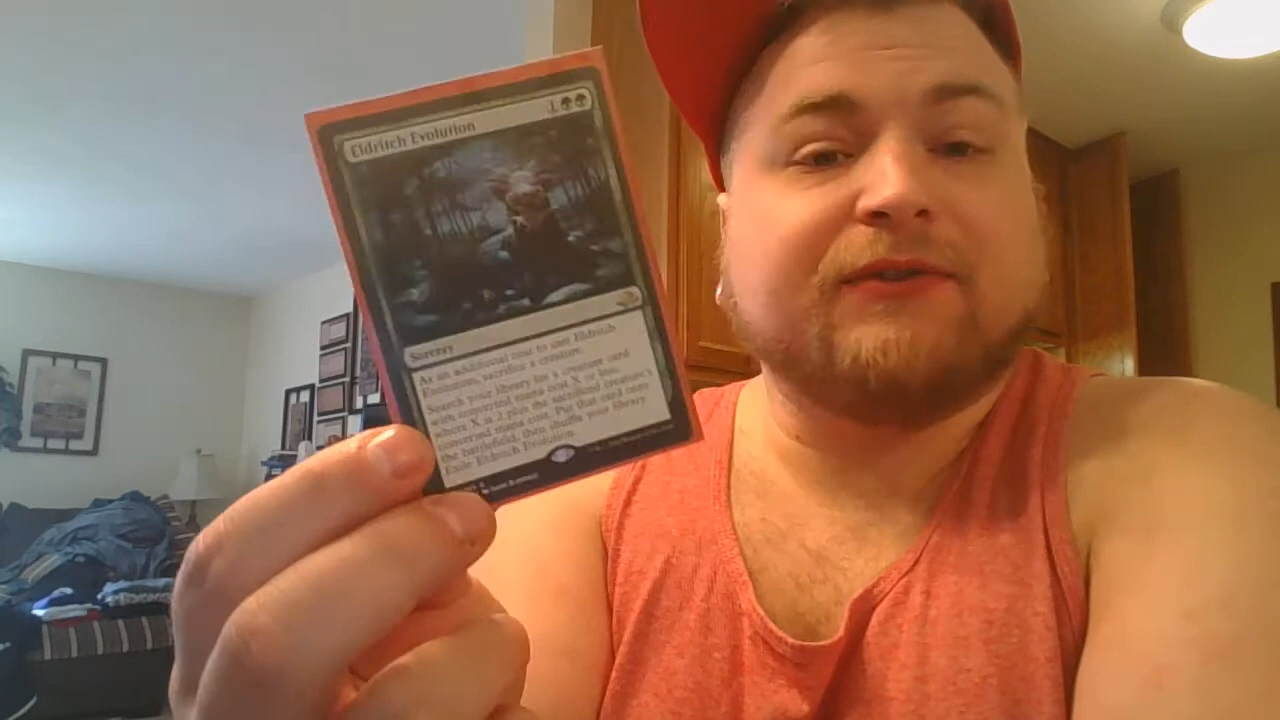 Eldritch Evolution 1
Sorcery
As an additional cost to cast Eldritch
Evolution, sacrifice a creature.
Search your library for a creature card
with converted mana cost X or less,
where X is 2 plus the sacrificed creature's
converted mana cost. Put that card onto
the battlefield, then shuffle your library.
Exile Eldritch Evolution.